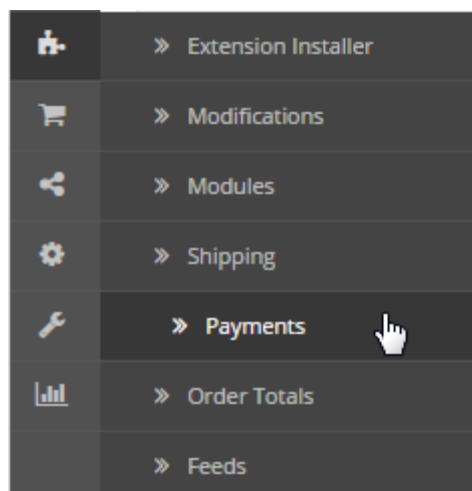 » Extension Installer
» Modifications
» Modules
» Shipping
» Payments
» Order Totals
» Feeds